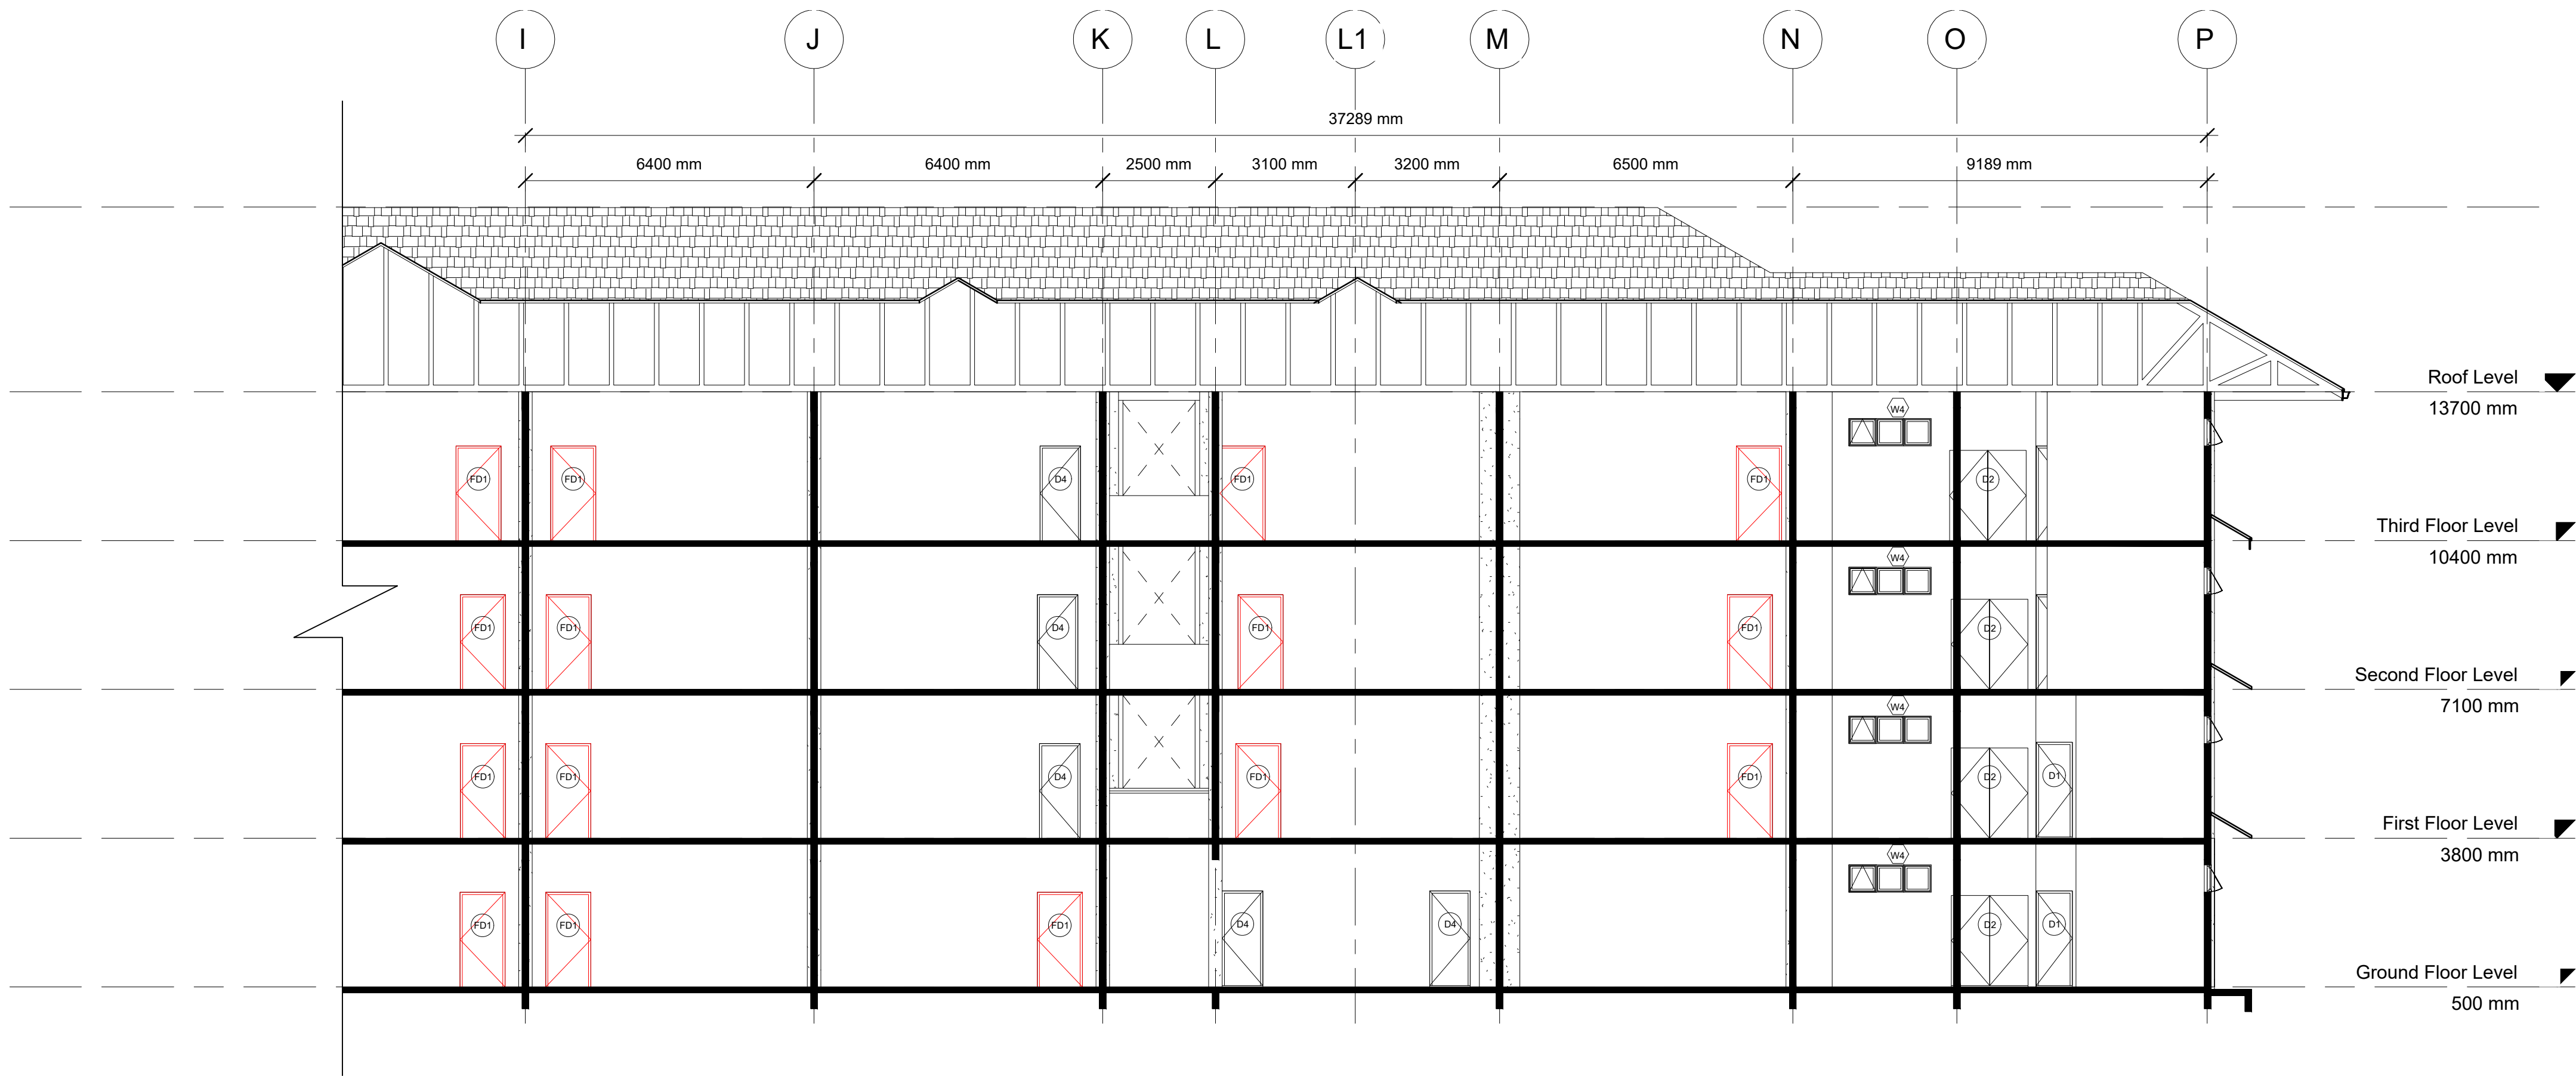 I J K L L1 M N O P
37289 mm
6400 mm 6400 mm 2500 mm 3100 mm 3200 mm 6500 mm 9189 mm
Roof Level
13700 mm
W4
FD1 FD1 D4 FD1 FD1 D2
Third Floor Level
10400 mm
W4
FD1 FD1 D4 FD1 FD1 D2
Second Floor Level
7100 mm
W4
FD1 FD1 D4 FD1 FD1 D2 D1
First Floor Level
3800 mm
W4
FD1 FD1 FD1 D4 D4 D2 D1
Ground Floor Level
500 mm